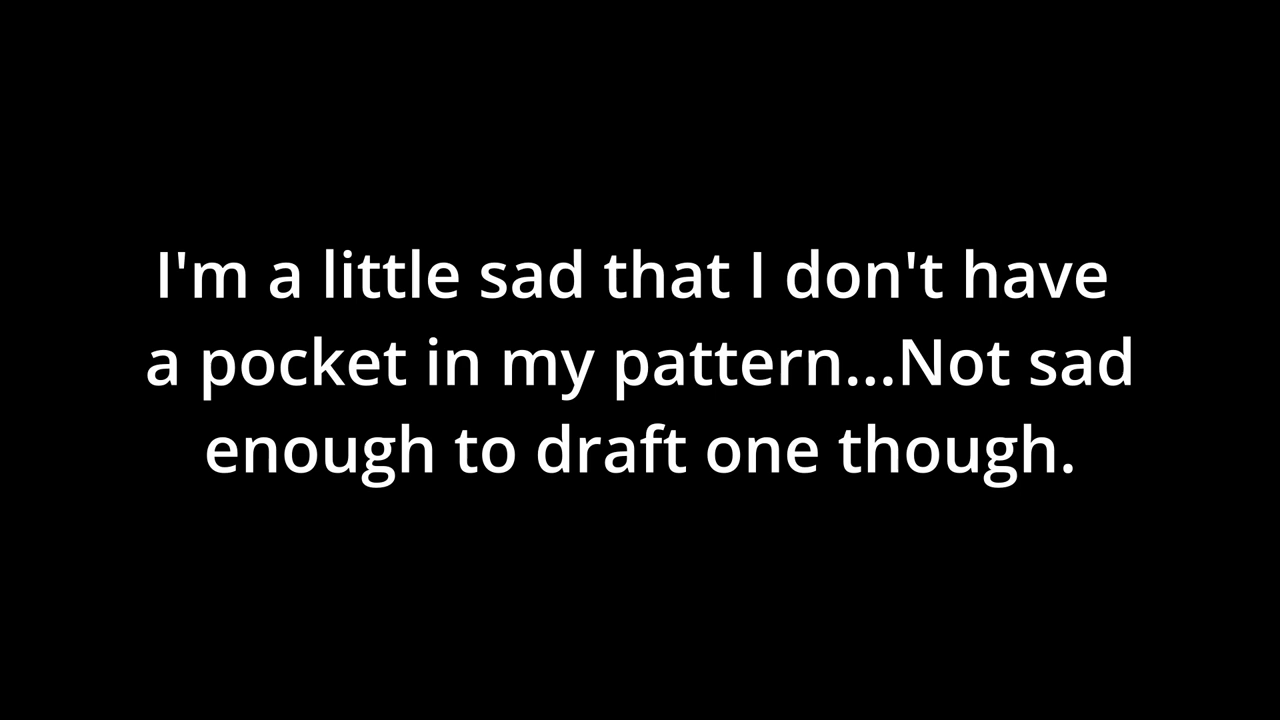 I'm a little sad that I don't have
a pocket in my pattern...Not sad
enough to draft one though.